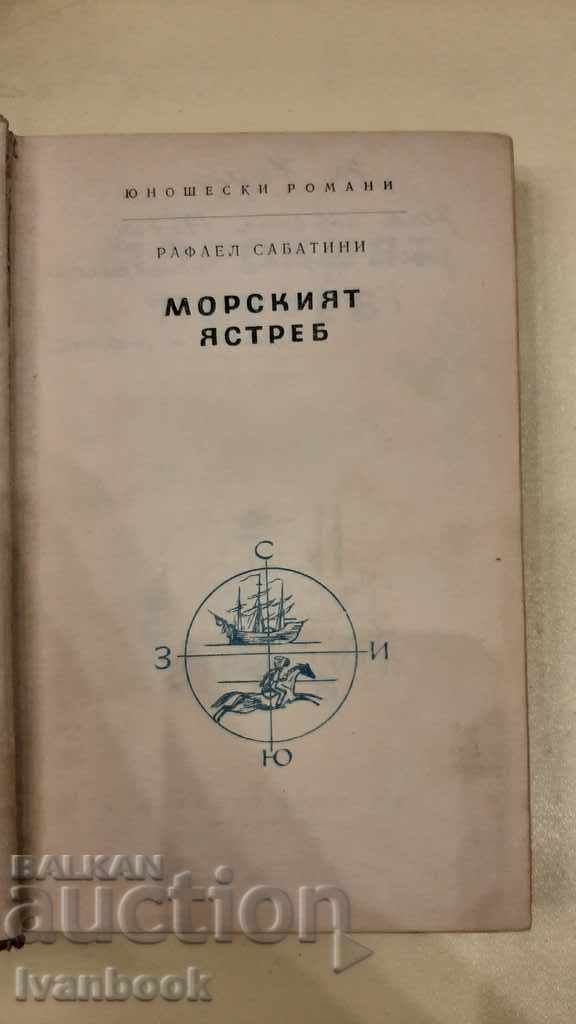 ЮНОШЕСКИ РОМАНИ
РАФАЕЛ САБАТИНИ
МОРСКИЯТ
ЯСТРЕБ
С
З И
Ю
BALKAN
auction
Ivanbook